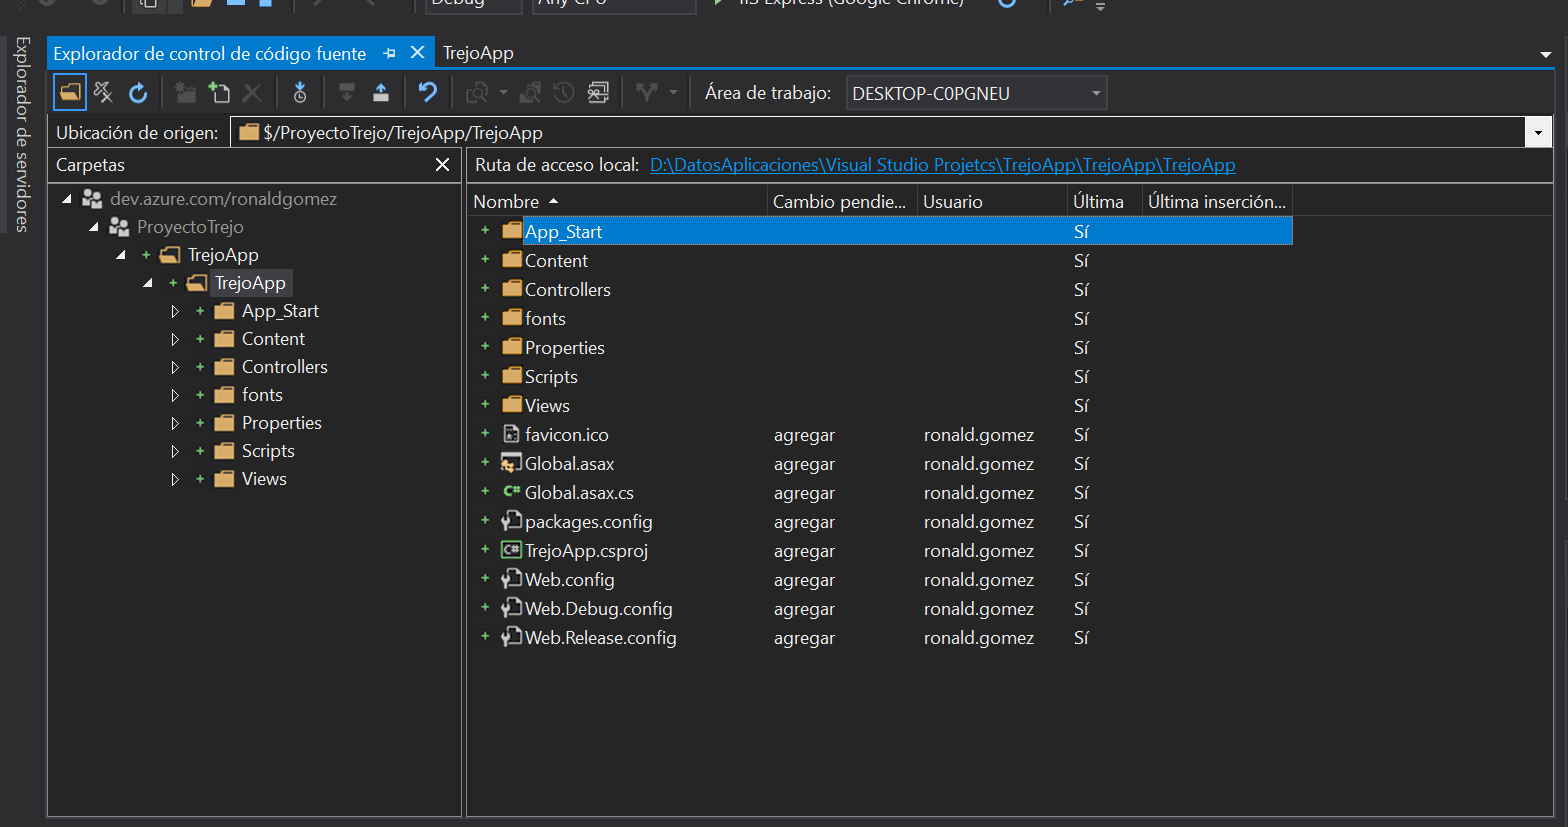 Debug
Any CPU
IIS Express (Google Chrome)
Explorador de servidores
Explorador de control de código fuente
TrejoApp
Área de trabajo:
DESKTOP-C0PGNEU
Ubicación de origen:
$/ProyectoTrejo/TrejoApp/TrejoApp
Carpetas
dev.azure.com/ronaldgomez
ProyectoTrejo
TrejoApp
TrejoApp
App_Start
Content
Controllers
fonts
Properties
Scripts
Views
Ruta de acceso local: D:\DatosAplicaciones\Visual Studio Projetcs\TrejoApp\TrejoApp\TrejoApp
Nombre Cambio pendie... Usuario Última Última inserción...
App_Start Sí
Content Sí
Controllers Sí
fonts Sí
Properties Sí
Scripts Sí
Views Sí
favicon.ico agregar ronald.gomez Sí
Global.asax agregar ronald.gomez Sí
Global.asax.cs agregar ronald.gomez Sí
packages.config agregar ronald.gomez Sí
TrejoApp.csproj agregar ronald.gomez Sí
Web.config agregar ronald.gomez Sí
Web.Debug.config agregar ronald.gomez Sí
Web.Release.config agregar ronald.gomez Sí